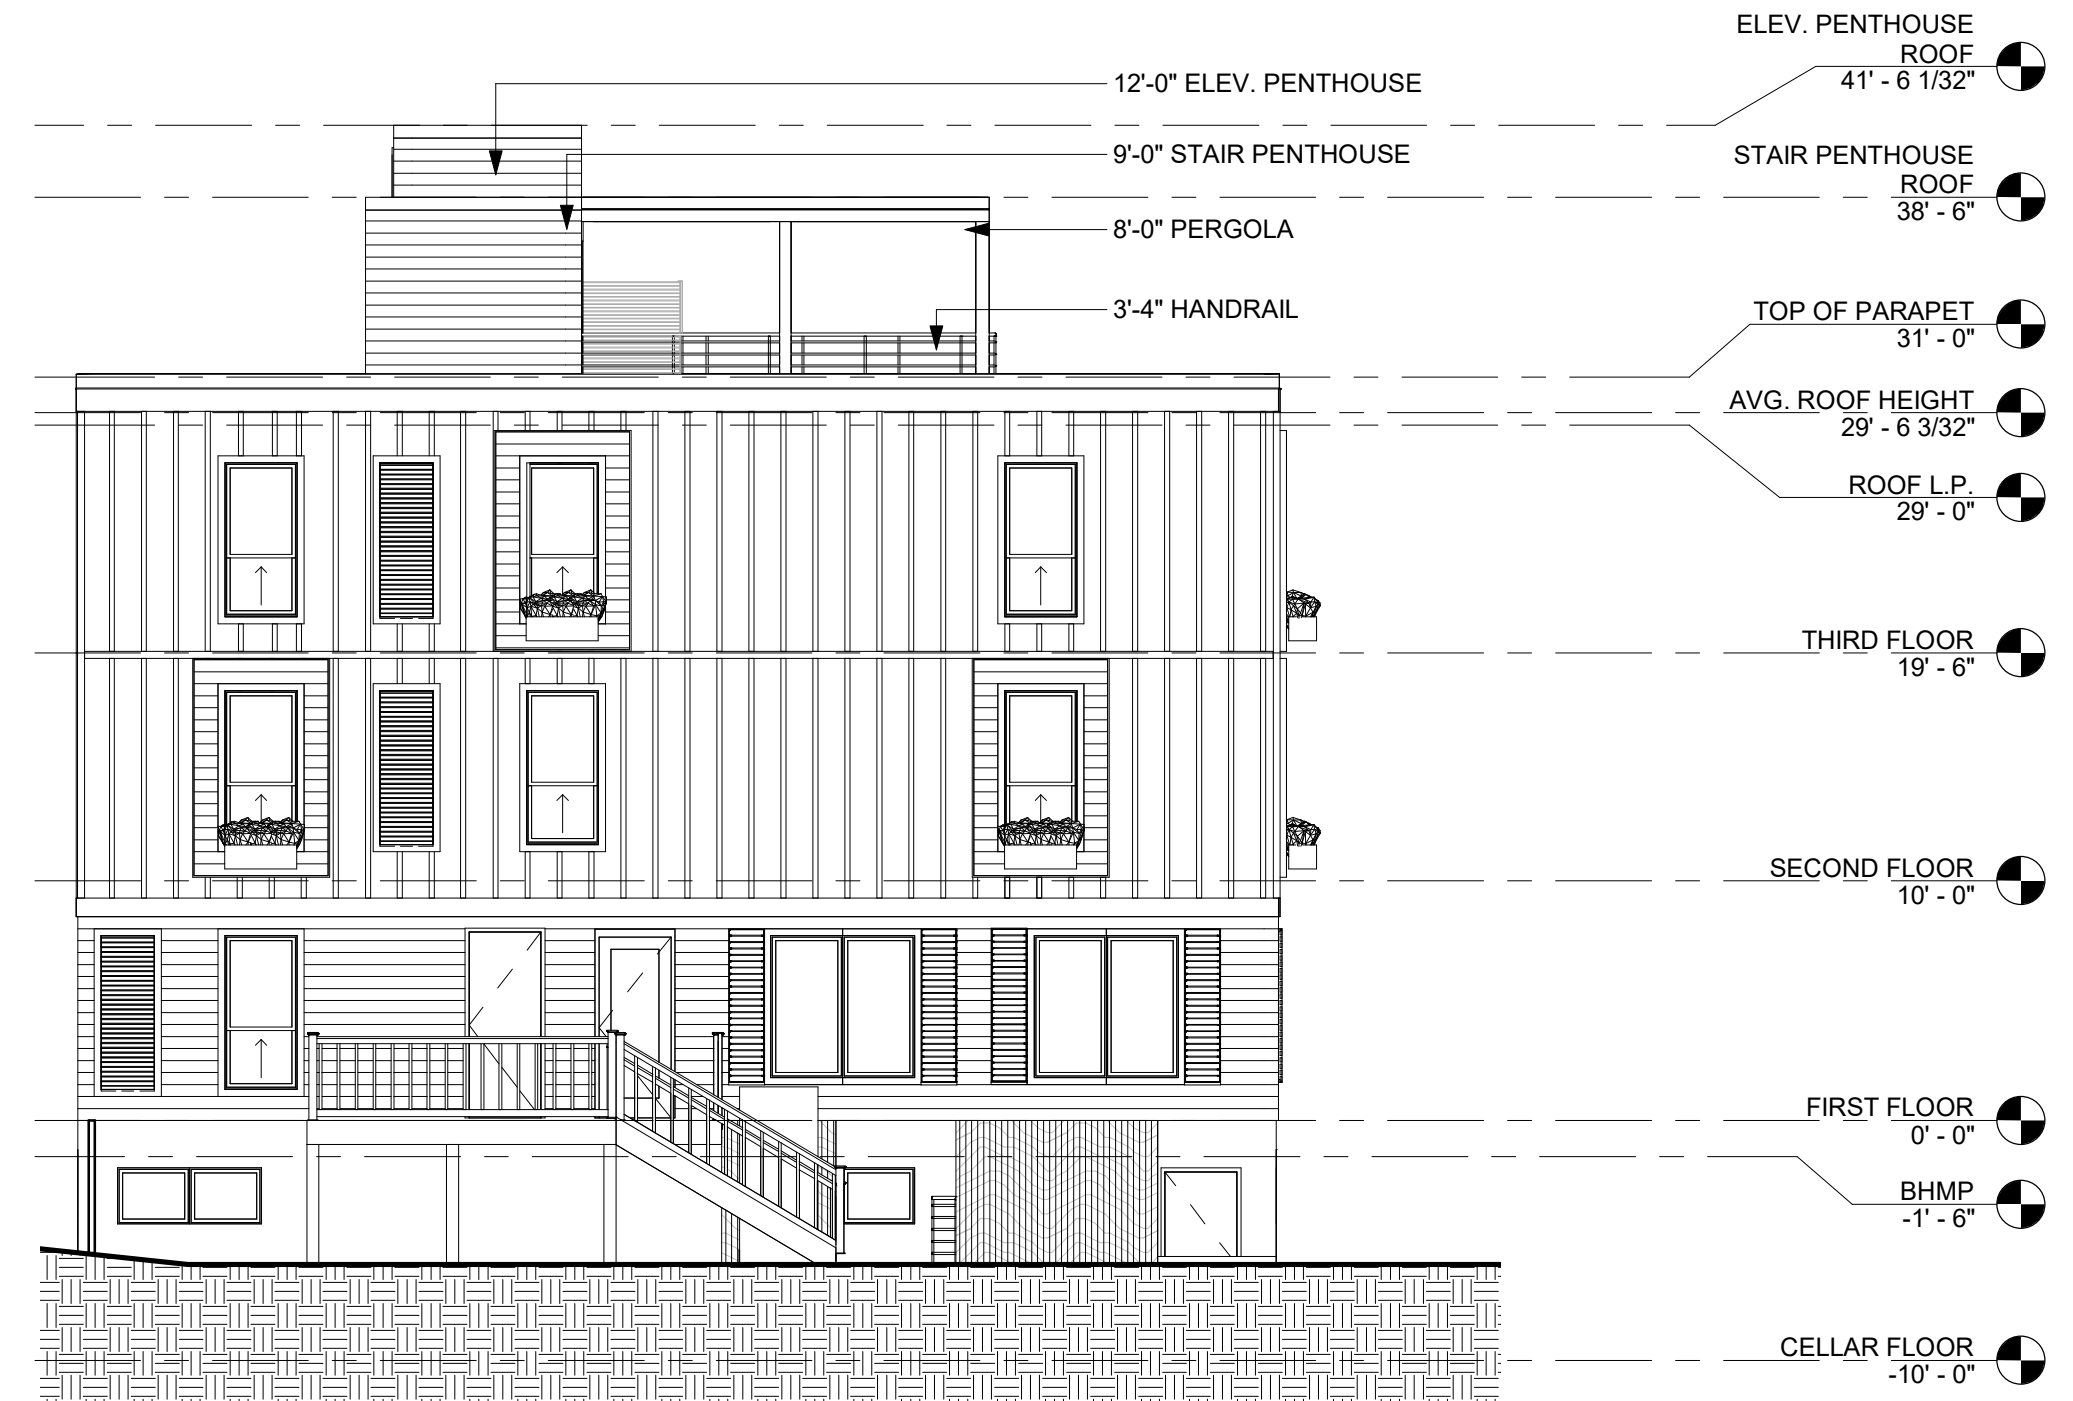 ELEV. PENTHOUSE
ROOF
41' - 6 1/32"
12'-0" ELEV. PENTHOUSE
9'-0" STAIR PENTHOUSE
STAIR PENTHOUSE
ROOF
38' - 6"
8'-0" PERGOLA
3'-4" HANDRAIL
TOP OF PARAPET
31' - 0"
AVG. ROOF HEIGHT
29' - 6 3/32"
ROOF L.P.
29' - 0"
THIRD FLOOR
19' - 6"
SECOND FLOOR
10' - 0"
FIRST FLOOR
0' - 0"
BHMP
-1' - 6"
CELLAR FLOOR
-10' - 0"